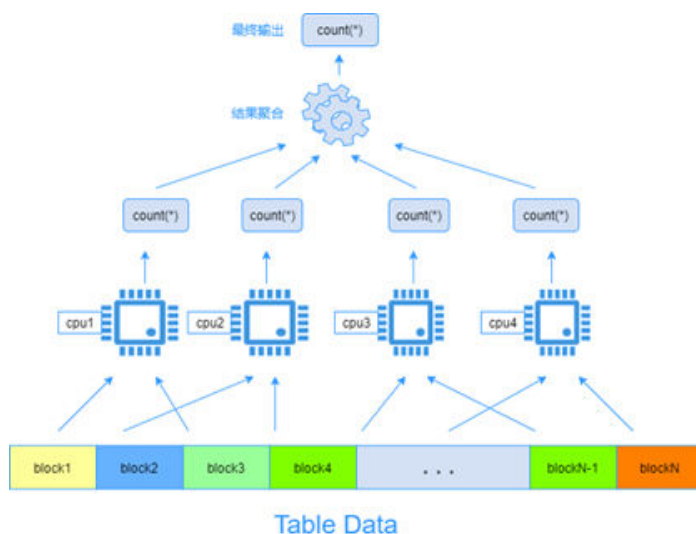 最终输出
count(*)
结果聚合
count(*)
count(*)
count(*)
count(*)
cpu1
cpu2
cpu3
cpu4
block1
block2
block3
block4
...
blockN-1
blockN
Table Data